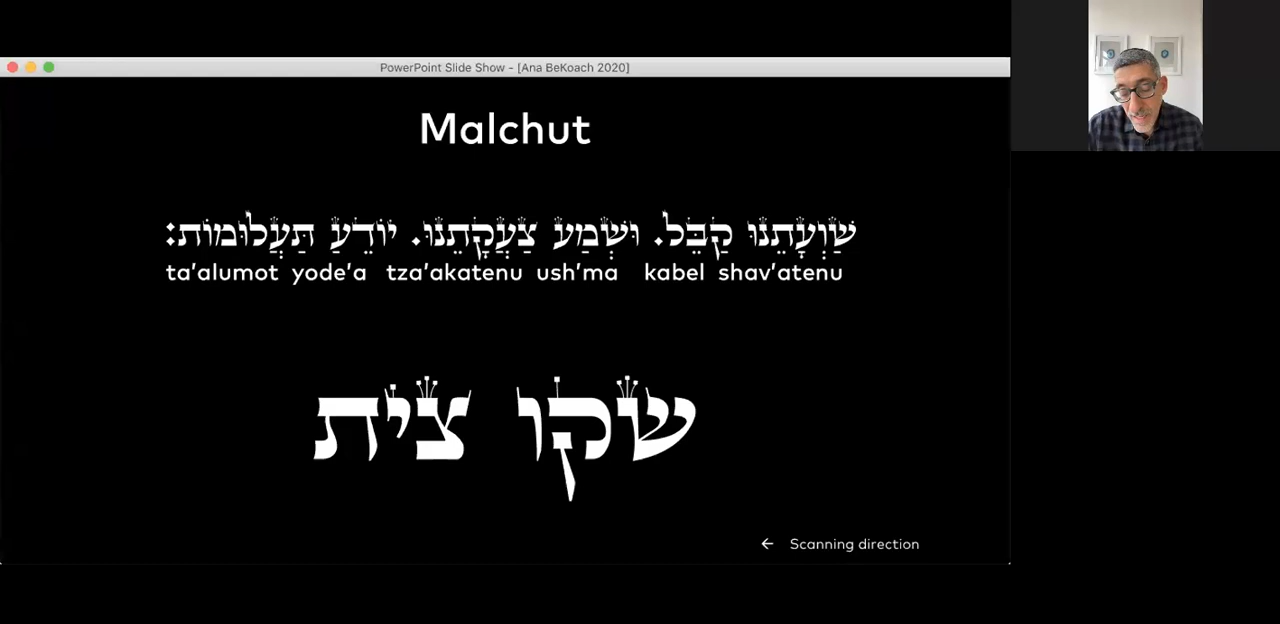 PowerPoint Slide Show - [Ana BeKoach 2020]
Malchut
שַׁוְעָתֵנוּ קַבֵּל. וּשְׁמַע צַעֲקָתֵנוּ. יוֹדֵעַ תַּעֲלוּמוֹת:
ta'alumot yode'a tza'akatenu ush'ma kabel shav'atenu
שקו צית
← Scanning direction